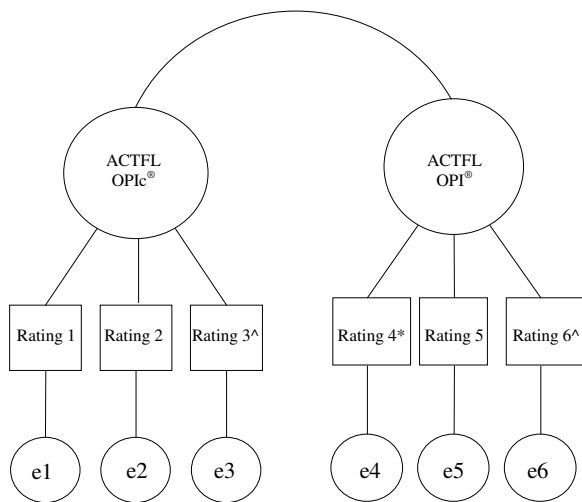 ACTFL
OPIc®
ACTFL
OPI®
Rating 1
Rating 2
Rating 3^
Rating 4*
Rating 5
Rating 6^
e1
e2
e3
e4
e5
e6